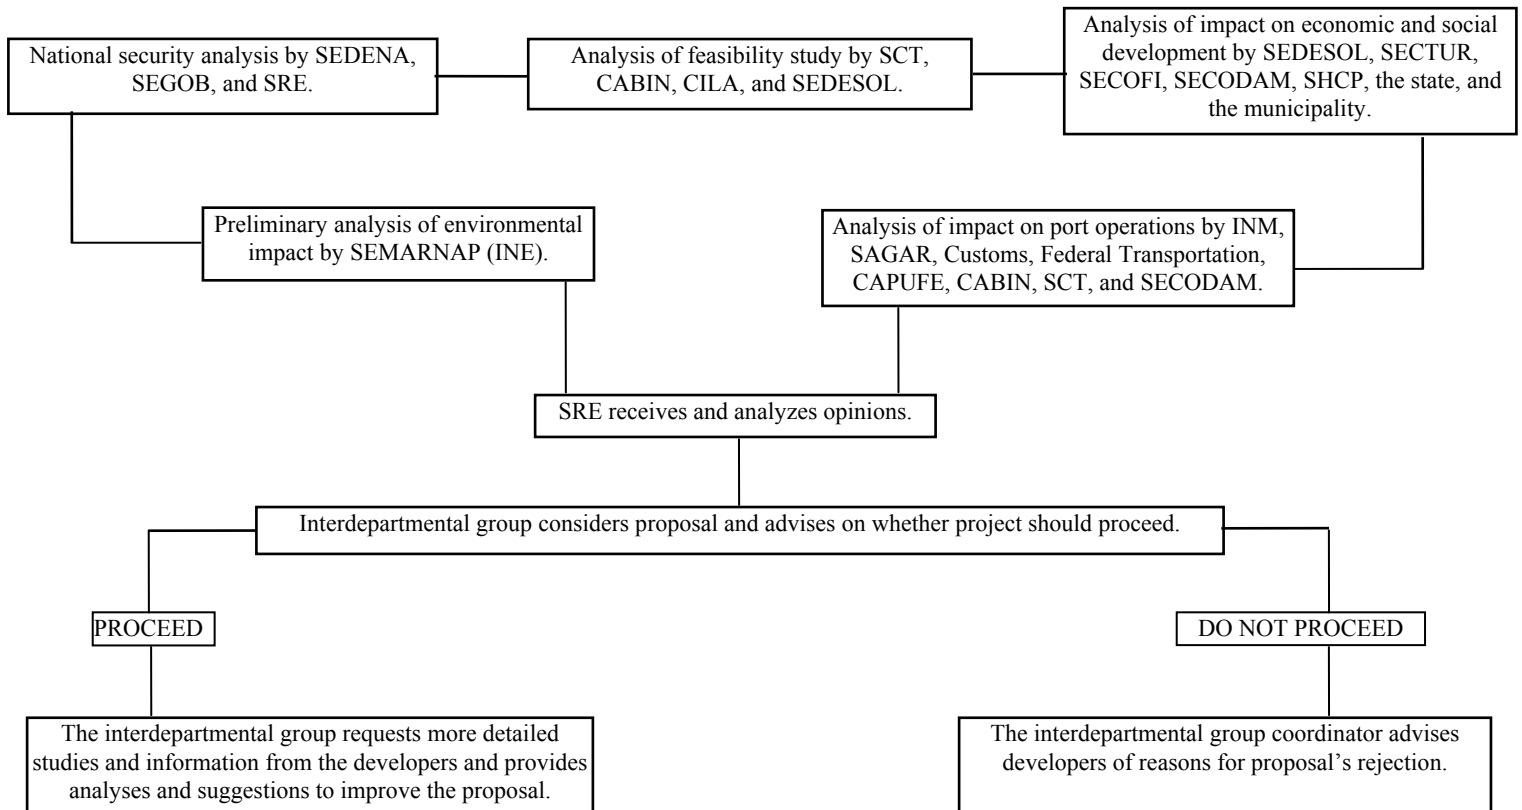 National security analysis by SEDENA,
SEGOB, and SRE.
Analysis of feasibility study by SCT,
CABIN, CILA, and SEDESOL.
Analysis of impact on economic and social
development by SEDESOL, SECTUR,
SECOFI, SECODAM, SHCP, the state, and
the municipality.
Preliminary analysis of environmental
impact by SEMARNAP (INE).
Analysis of impact on port operations by INM,
SAGAR, Customs, Federal Transportation,
CAPUFE, CABIN, SCT, and SECODAM.
SRE receives and analyzes opinions.
Interdepartmental group considers proposal and advises on whether project should proceed.
PROCEED
DO NOT PROCEED
The interdepartmental group requests more detailed
studies and information from the developers and provides
analyses and suggestions to improve the proposal.
The interdepartmental group coordinator advises
developers of reasons for proposal’s rejection.